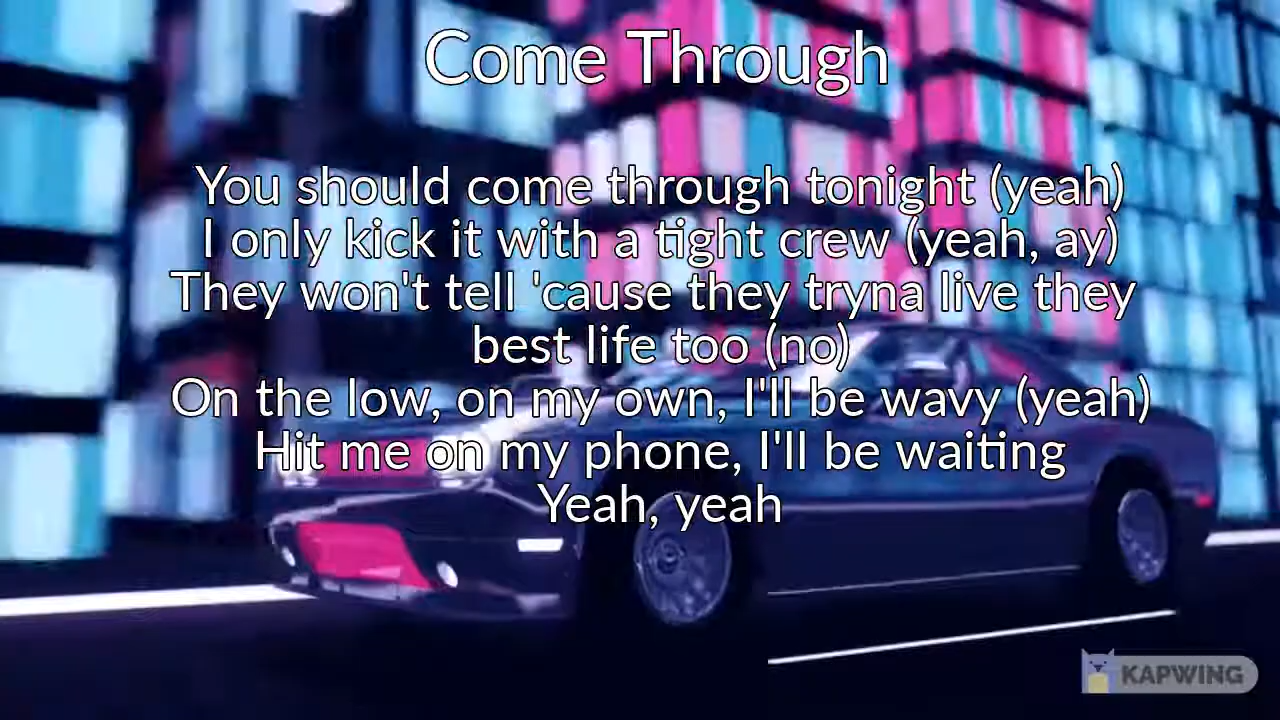 Come Through
You should come through tonight (yeah)
I only kick it with a tight crew (yeah, ay)
They won't tell 'cause they tryna live they
best life too (no)
On the low, on my own, I'll be wavy (yeah)
Hit me on my phone, I'll be waiting
Yeah, yeah
KAPWING